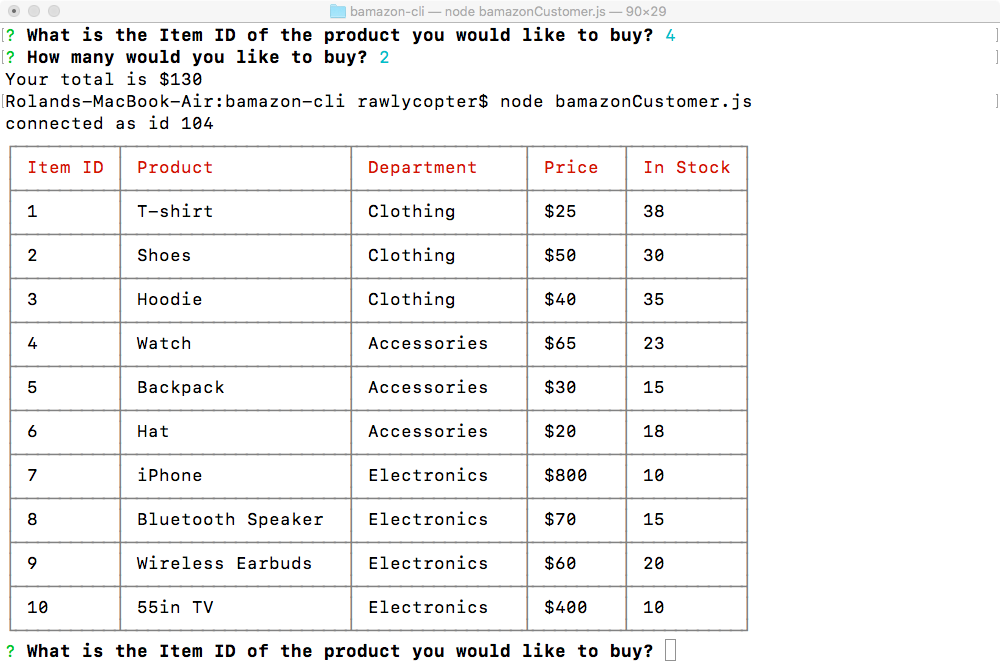 bamazon-cli — node bamazonCustomer.js — 90×29
? What is the Item ID of the product you would like to buy? 4
? How many would you like to buy? 2
Your total is $130
Rolands-MacBook-Air:bamazon-cli rawlycopter$ node bamazonCustomer.js
connected as id 104
Item ID Product Department Price In Stock
1 T-shirt Clothing $25 38
2 Shoes Clothing $50 30
3 Hoodie Clothing $40 35
4 Watch Accessories $65 23
5 Backpack Accessories $30 15
6 Hat Accessories $20 18
7 iPhone Electronics $800 10
8 Bluetooth Speaker Electronics $70 15
9 Wireless Earbuds Electronics $60 20
10 55in TV Electronics $400 10
? What is the Item ID of the product you would like to buy?